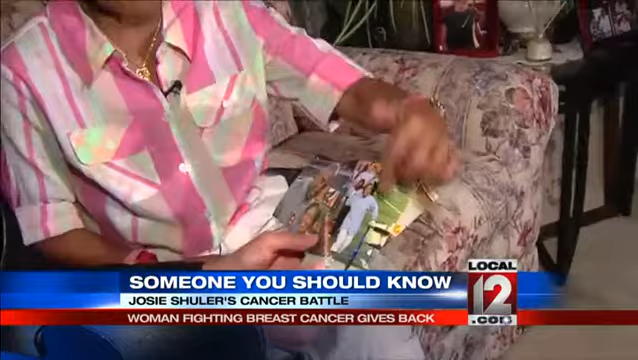 SOMEONE YOU SHOULD KNOW
JOSIE SHULER'S CANCER BATTLE
WOMAN FIGHTING BREAST CANCER GIVES BACK
LOCAL
12
.COM